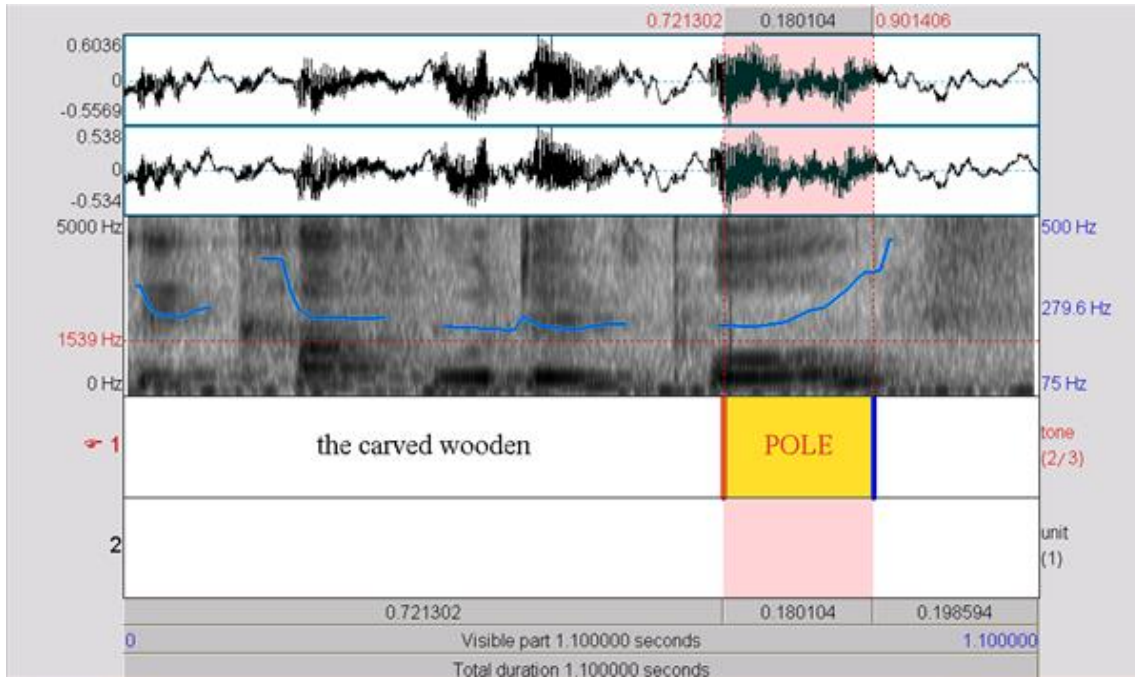 0.721302 0.180104 0.901406
0.6036
0
-0.5569
0.538
0
-0.534
5000 Hz 500 Hz
279.6 Hz
1539 Hz
0 Hz 75 Hz
1 the carved wooden POLE tone
(2/3)
2 unit
(1)
0.721302 0.180104 0.198594
0 Visible part 1.100000 seconds 1.100000
Total duration 1.100000 seconds